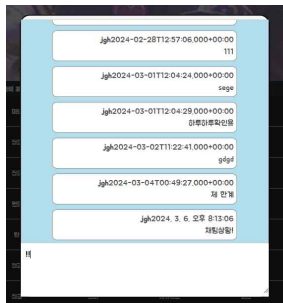 jgh2024-02-28T12:57:06.000+00:00
111
jgh2024-03-01T12:04:24.000+00:00
sege
jgh2024-03-01T12:04:29.000+00:00
하루하루확인용
jgh2024-03-02T11:22:41.000+00:00
gdgd
jgh2024-03-04T00:49:27.000+00:00
제 한계
jgh2024. 3. 6. 오후 8:13:06
채팅상황!